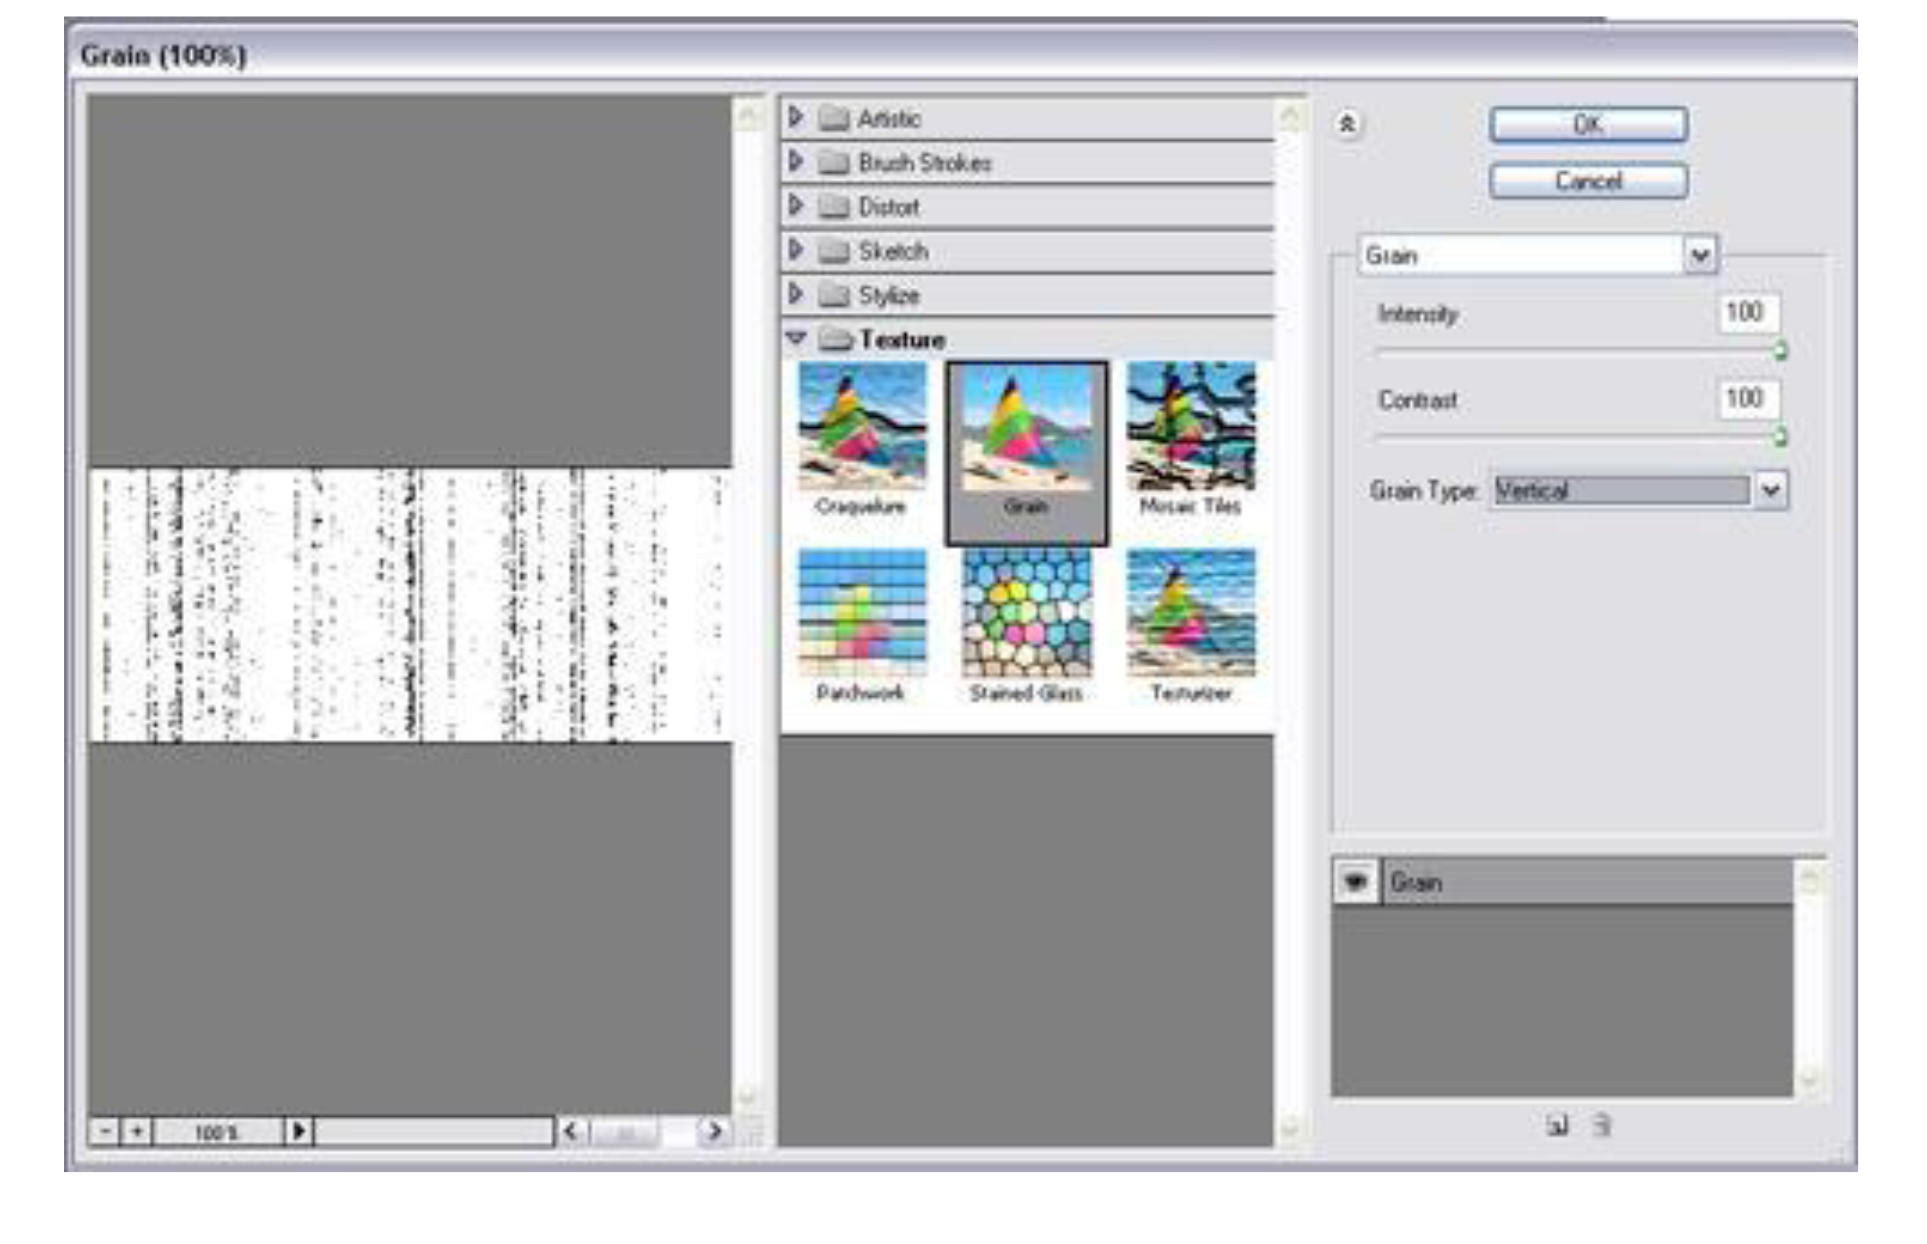 Grain (100%)
Artistic
Brush Strokes
Distort
Sketch
Stylize
Texture
Craquelure
Grain
Mosaic Tiles
Patchwork
Stained Glass
Texturizer
- + 100%
OK
Cancel
Grain
Intensity 100
Contrast 100
Grain Type: Vertical
Grain